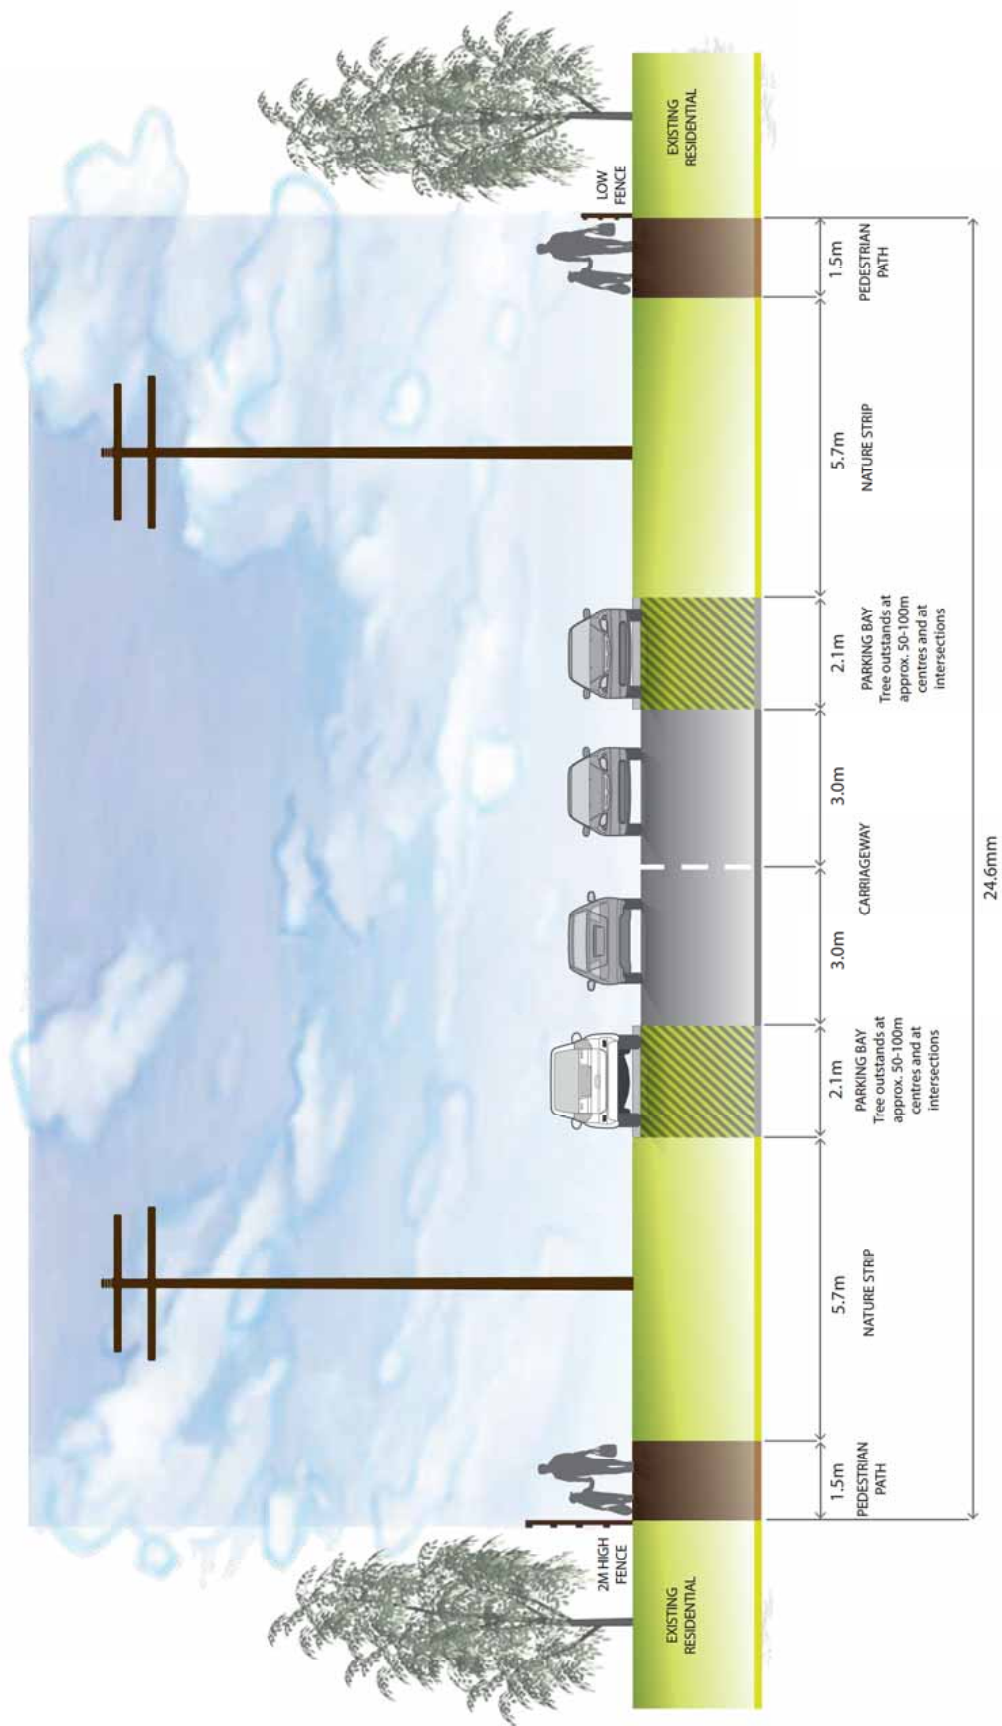 2M HIGH
FENCE
LOW
FENCE
EXISTING
RESIDENTIAL
EXISTING
RESIDENTIAL
1.5m
PEDESTRIAN
PATH
5.7m
NATURE STRIP
2.1m
PARKING BAY
Tree outstands at
approx. 50-100m
centres and at
intersections
3.0m
CARRIAGEWAY
3.0m
2.1m
PARKING BAY
Tree outstands at
approx. 50-100m
centres and at
intersections
5.7m
NATURE STRIP
1.5m
PEDESTRIAN
PATH
24.6mm